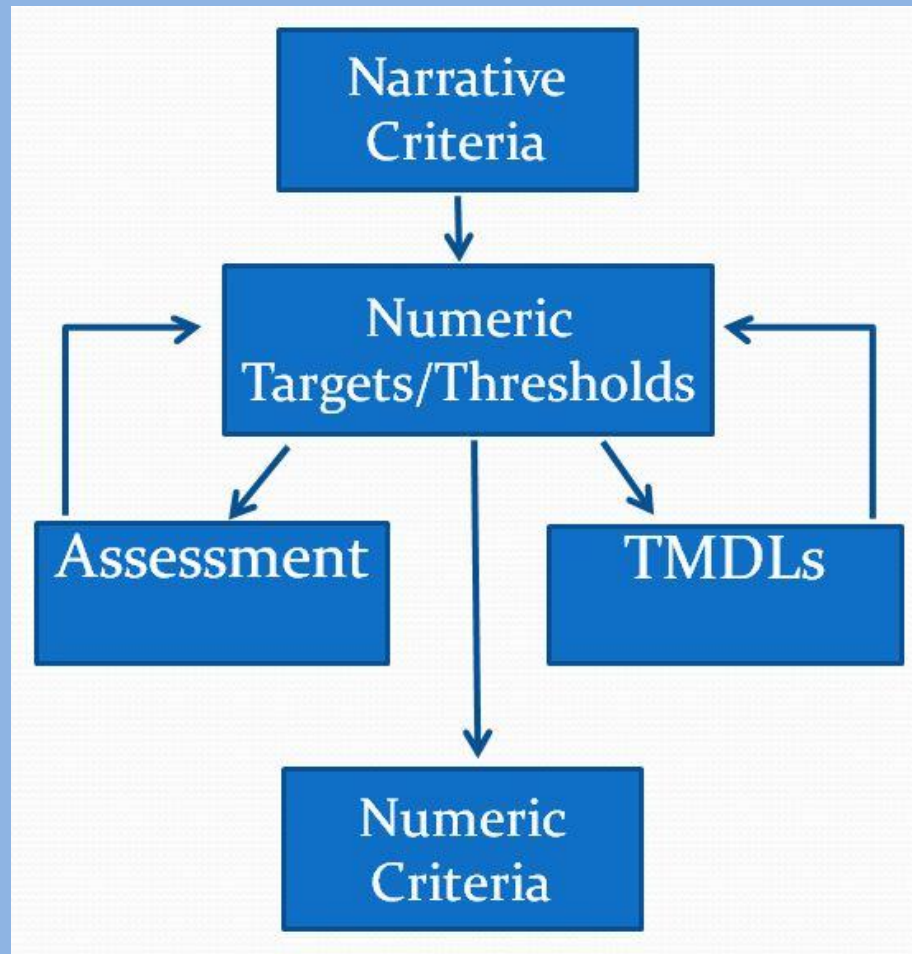 Narrative
Criteria
Numeric
Targets/Thresholds
Assessment
TMDLs
Numeric
Criteria